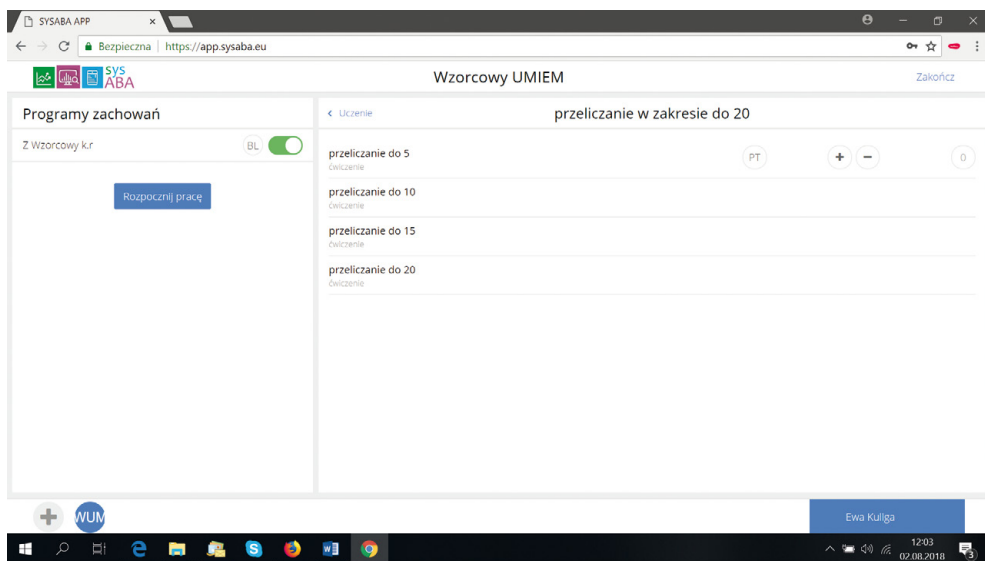 SYSABA APP
Bezpieczna https://app.sysaba.eu
sys
ABA
Wzorcowy UMIEM
Zakończ
Programy zachowań
Uczenie
przeliczanie w zakresie do 20
Z Wzorcowy k.r
BL
Rozpocznij pracę
przeliczanie do 5
ćwiczenie
PT
+
−
0
przeliczanie do 10
ćwiczenie
przeliczanie do 15
ćwiczenie
przeliczanie do 20
ćwiczenie
WUM
Ewa Kuliga
12:03
02.08.2018
3